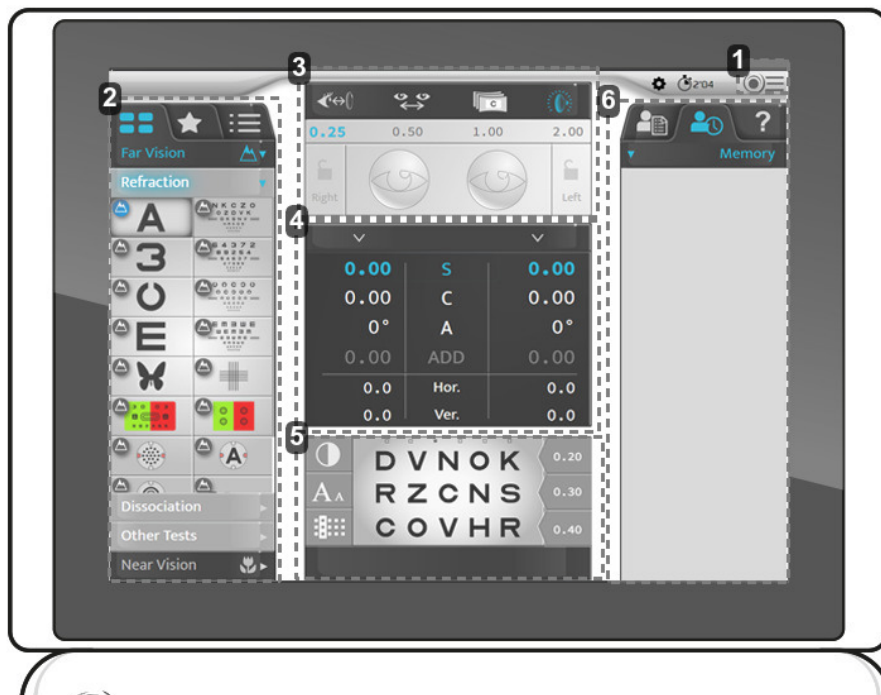 1
2'04
2
3
6
C
0.25 0.50 1.00 2.00
?
Far Vision
Memory
Refraction
Right
Left
A
N K C Z O
3
4
0.00 S 0.00
0.00 C 0.00
E
0° A 0°
0.00 ADD 0.00
0.0 Hor. 0.0
0.0 Ver. 0.0
5
A
D V N O K 0.20
A A R Z C N S 0.30
C O V H R 0.40
Dissociation
Other Tests
Near Vision